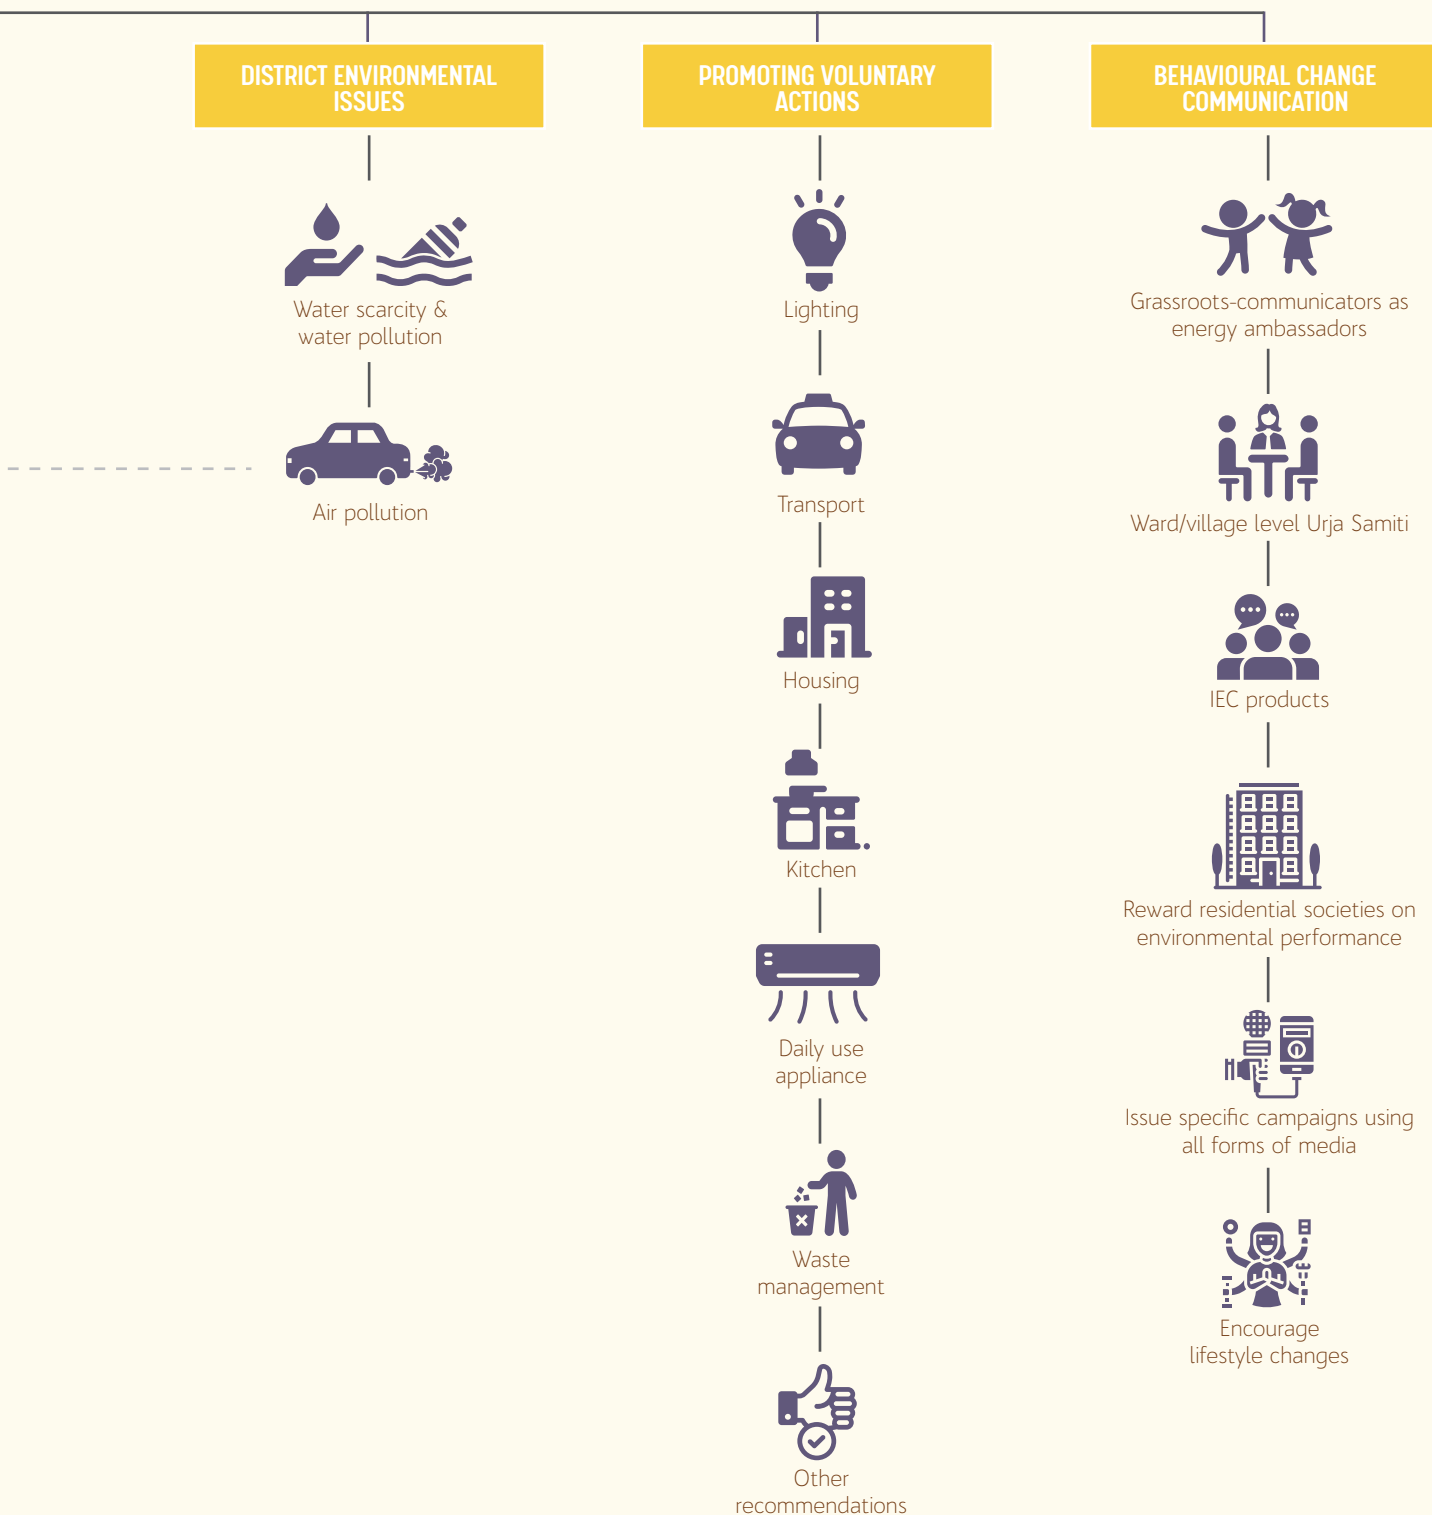 DISTRICT ENVIRONMENTAL
ISSUES
Water scarcity &
water pollution
Air pollution
PROMOTING VOLUNTARY
ACTIONS
Lighting
Transport
Housing
Kitchen
Daily use
appliance
Waste
management
Other
recommendations
BEHAVIOURAL CHANGE
COMMUNICATION
Grassroots-communicators as
energy ambassadors
Ward/village level Urja Samiti
IEC products
Reward residential societies on
environmental performance
Issue specific campaigns using
all forms of media
Encourage
lifestyle changes